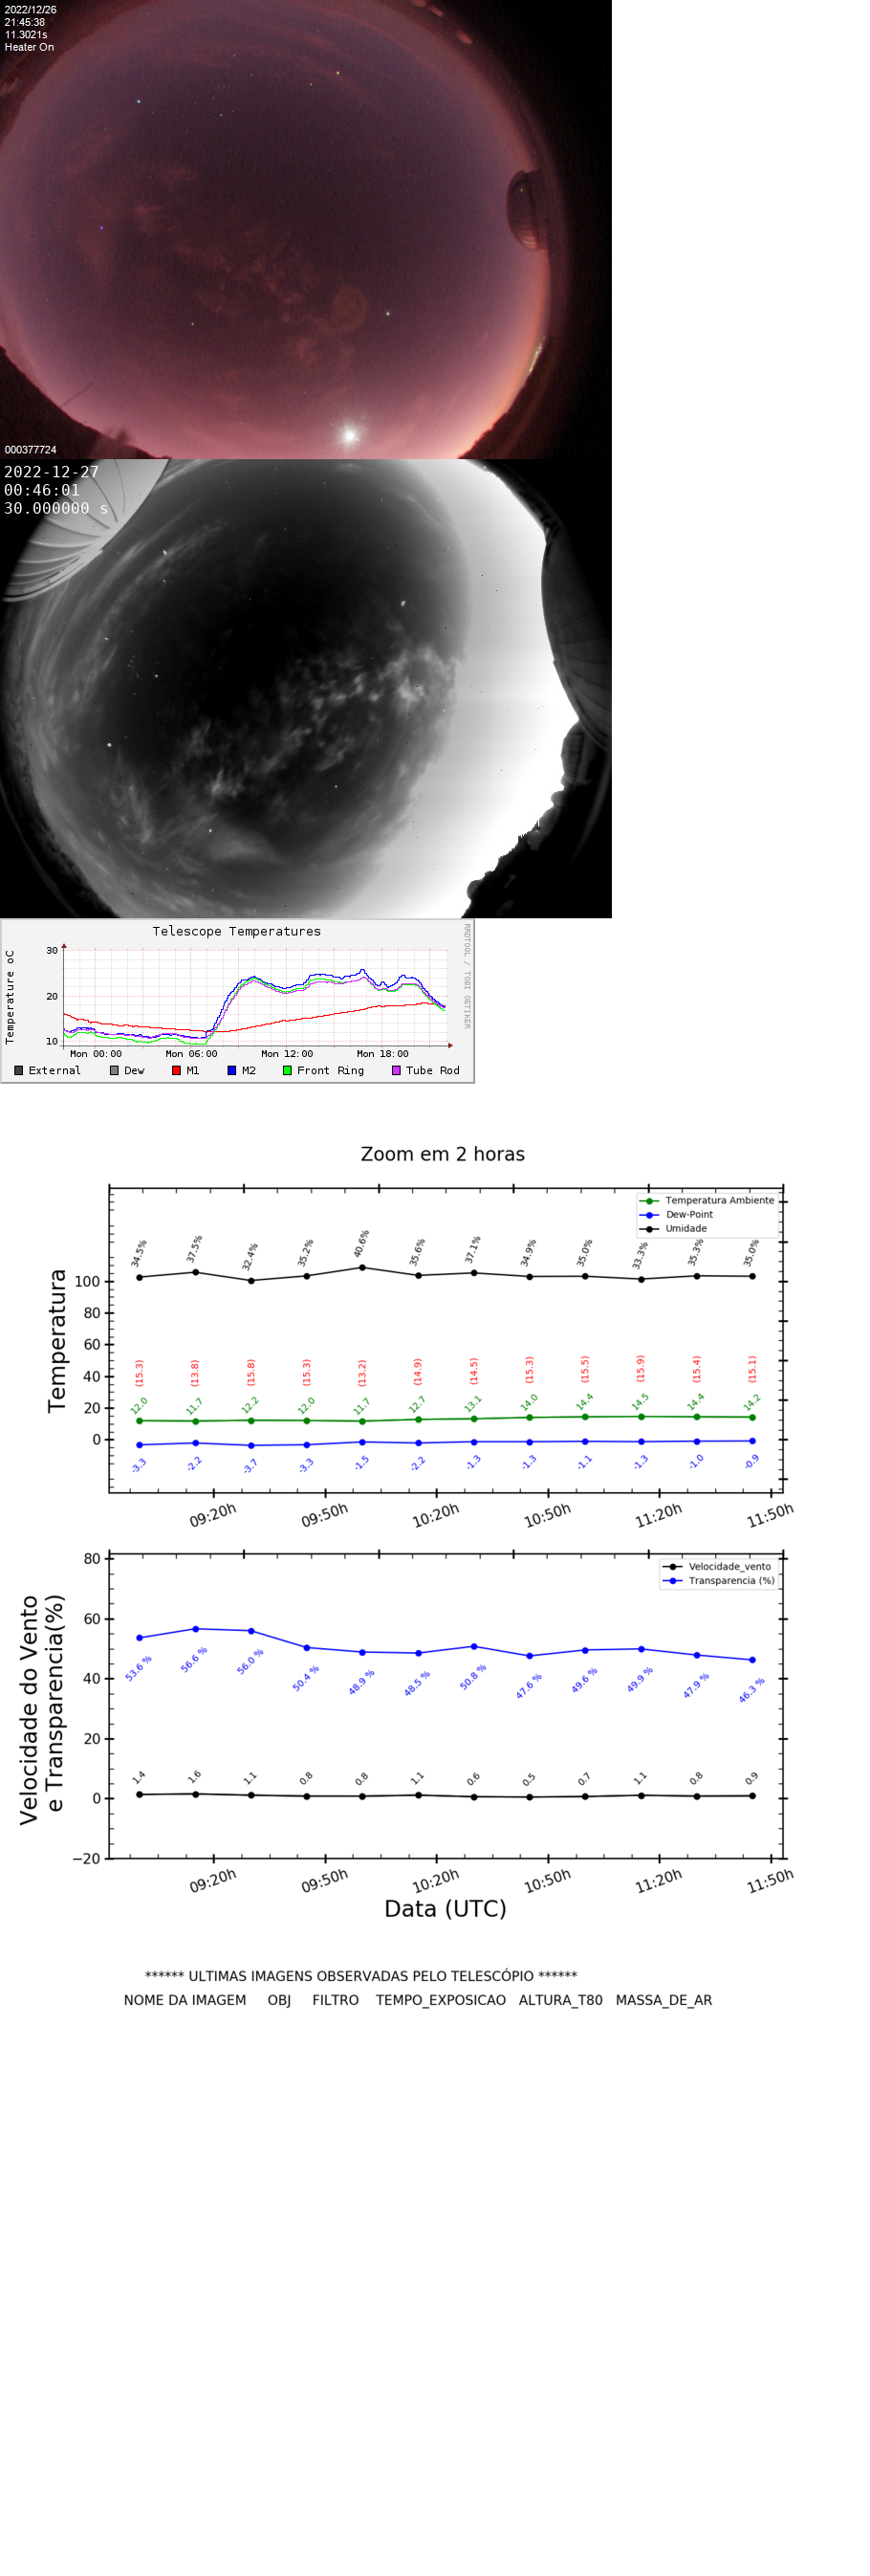 2022/12/26
21:45:38
11.3021s
Heater On
000377724
2022-12-27
00:46:01
30.000000 s
Telescope Temperatures
RRDTOOL / TOBI OETIKER
Temperature oC
30
20
10
Mon 00:00 Mon 06:00 Mon 12:00 Mon 18:00
External Dew M1 M2 Front Ring Tube Rod
Zoom em 2 horas
Temperatura Ambiente
Dew-Point
Umidade
34.5% 37.5% 32.4% 35.2% 40.6% 35.6% 37.1% 34.9% 35.0% 33.3% 35.3% 35.0%
Temperatura
100
80
60
40
20
0
(15.3) (13.8) (15.8) (15.3) (13.2) (14.9) (14.5) (15.3) (15.5) (15.9) (15.4) (15.1)
12.0 11.7 12.2 12.0 11.7 12.7 13.1 14.0 14.4 14.5 14.4 14.2
-3.3 -2.2 -3.7 -3.3 -1.5 -2.2 -1.3 -1.3 -1.1 -1.3 -1.0 -0.9
09:20h 09:50h 10:20h 10:50h 11:20h 11:50h
Velocidade_vento
Transparencia (%)
Velocidade do Vento
e Transparencia(%)
80
60
40
20
0
−20
53.6 % 56.6 % 56.0 % 50.4 % 48.9 % 48.5 % 50.8 % 47.6 % 49.6 % 49.9 % 47.9 % 46.3 %
1.4 1.6 1.1 0.8 0.8 1.1 0.6 0.5 0.7 1.1 0.8 0.9
09:20h 09:50h 10:20h 10:50h 11:20h 11:50h
Data (UTC)
****** ULTIMAS IMAGENS OBSERVADAS PELO TELESCÓPIO ******
NOME DA IMAGEM OBJ FILTRO TEMPO_EXPOSICAO ALTURA_T80 MASSA_DE_AR